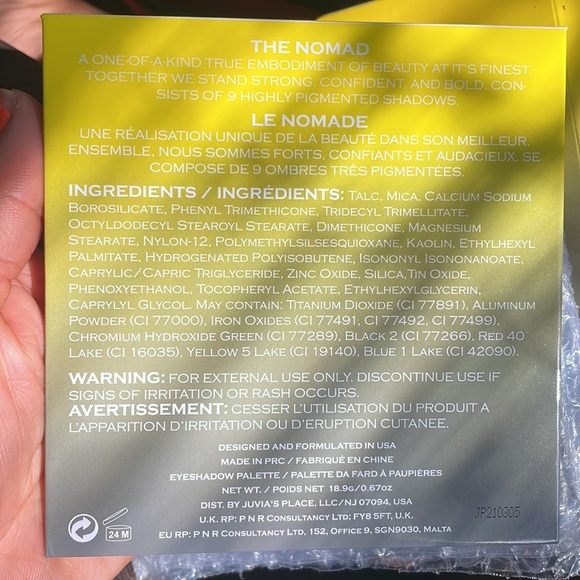 THE NOMAD
A ONE-OF-A-KIND TRUE EMBODIMENT OF BEAUTY AT IT'S FINEST.
TOGETHER WE STAND STRONG, CONFIDENT, AND BOLD. CON-
SISTS OF 9 HIGHLY PIGMENTED SHADOWS.
LE NOMADE
UNE RÉALISATION UNIQUE DE LA BEAUTÉ DANS SON MEILLEUR.
ENSEMBLE, NOUS SOMMES FORTS, CONFIANTS ET AUDACIEUX. SE
COMPOSE DE 9 OMBRES TRÈS PIGMENTÉES.
INGREDIENTS / INGRÉDIENTS: TALC, MICA, CALCIUM SODIUM
BOROSILICATE, PHENYL TRIMETHICONE, TRIDECYL TRIMELLITATE,
OCTYLDODECYL STEAROYL STEARATE, DIMETHICONE, MAGNESIUM
STEARATE, NYLON-12, POLYMETHYLSILSESQUIOXANE, KAOLIN, ETHYLHEXYL
PALMITATE, HYDROGENATED POLYISOBUTENE, ISONONYL ISONONANOATE,
CAPRYLIC/CAPRIC TRIGLYCERIDE, ZINC OXIDE, SILICA,TIN OXIDE,
PHENOXYETHANOL, TOCOPHERYL ACETATE, ETHYLHEXYLGLYCERIN,
CAPRYLYL GLYCOL. MAY CONTAIN: TITANIUM DIOXIDE (CI 77891), ALUMINUM
POWDER (CI 77000), IRON OXIDES (CI 77491, CI 77492, CI 77499),
CHROMIUM HYDROXIDE GREEN (CI 77289), BLACK 2 (CI 77266), RED 40
LAKE (CI 16035), YELLOW 5 LAKE (CI 19140), BLUE 1 LAKE (CI 42090).
WARNING: FOR EXTERNAL USE ONLY. DISCONTINUE USE IF
SIGNS OF IRRITATION OR RASH OCCURS.
AVERTISSEMENT: CESSER L'UTILISATION DU PRODUIT A
L'APPARITION D'IRRITATION OU D'ERUPTION CUTANEE.
DESIGNED AND FORMULATED IN USA
MADE IN PRC / FABRIQUÉ EN CHINE
EYESHADOW PALETTE / PALETTE DA FARD À PAUPIÈRES
NET WT. / POIDS NET 18.9G/0.67OZ
DIST. BY JUVIA'S PLACE, LLC/NJ 07094, USA
U.K. RP: P N R CONSULTANCY LTD; FY8 5FT, U.K.
EU RP: P N R CONSULTANCY LTD, 152, OFFICE 9, SGN9030, MALTA
24 M
JP210305